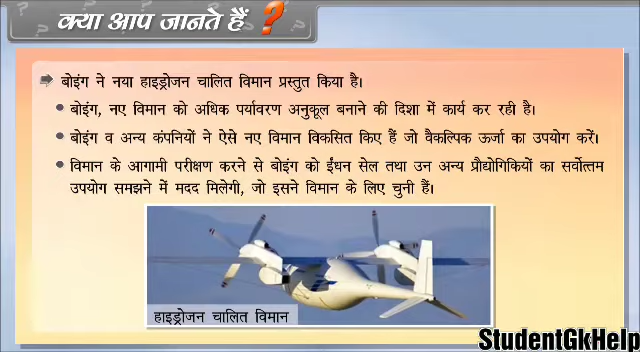 क्या आप जानते हैं ?
बोइंग ने नया हाइड्रोजन चालित विमान प्रस्तुत किया है।
बोइंग, नए विमान को अधिक पर्यावरण अनुकूल बनाने की दिशा में कार्य कर रही है।
बोइंग व अन्य कंपनियों ने ऐसे नए विमान विकसित किए हैं जो वैकल्पिक ऊर्जा का उपयोग करें।
विमान के आगामी परीक्षण करने से बोइंग को ईंधन सेल तथा उन अन्य प्रौद्योगिकियों का सर्वोत्तम
उपयोग समझने में मदद मिलेगी, जो इसने विमान के लिए चुनी हैं।
हाइड्रोजन चालित विमान
StudentGkHelp